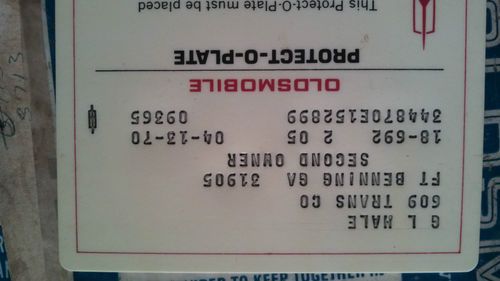 G L HALE
609 TRANS CO
FT BENNING GA 31905
SECOND OWNER
18-692 2 05 04-13-70
344870E152899 09365
OLDSMOBILE
PROTECT-O-PLATE
This Protect-O-Plate must be placed
TO KEEP TOGETHER IN